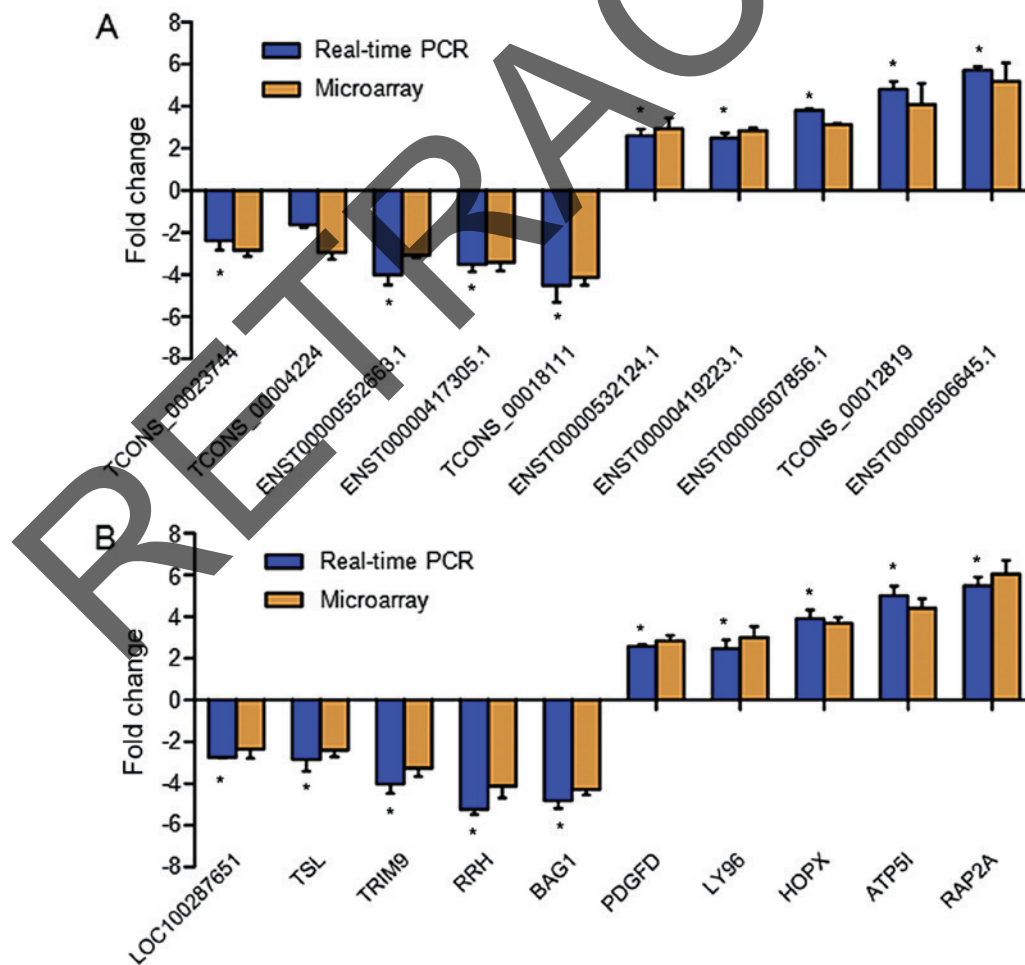 A
8
6
4
2
0
-2
-4
-6
-8
Fold change
Real-time PCR
Microarray
*
*
*
*
*
*
*
*
*
TCONS_00023744
TCONS_00004224
ENST00000552663.1
ENST00000417305.1
TCONS_00018111
ENST00000532124.1
ENST00000419223.1
ENST00000507856.1
TCONS_00012819
ENST00000506645.1
B
8
6
4
2
0
-2
-4
-6
-8
Fold change
Real-time PCR
Microarray
*
*
*
*
*
*
*
*
*
*
LOC100287651
TSL
TRIM9
RRH
BAG1
PDGFD
LY96
HOPX
ATP5I
RAP2A